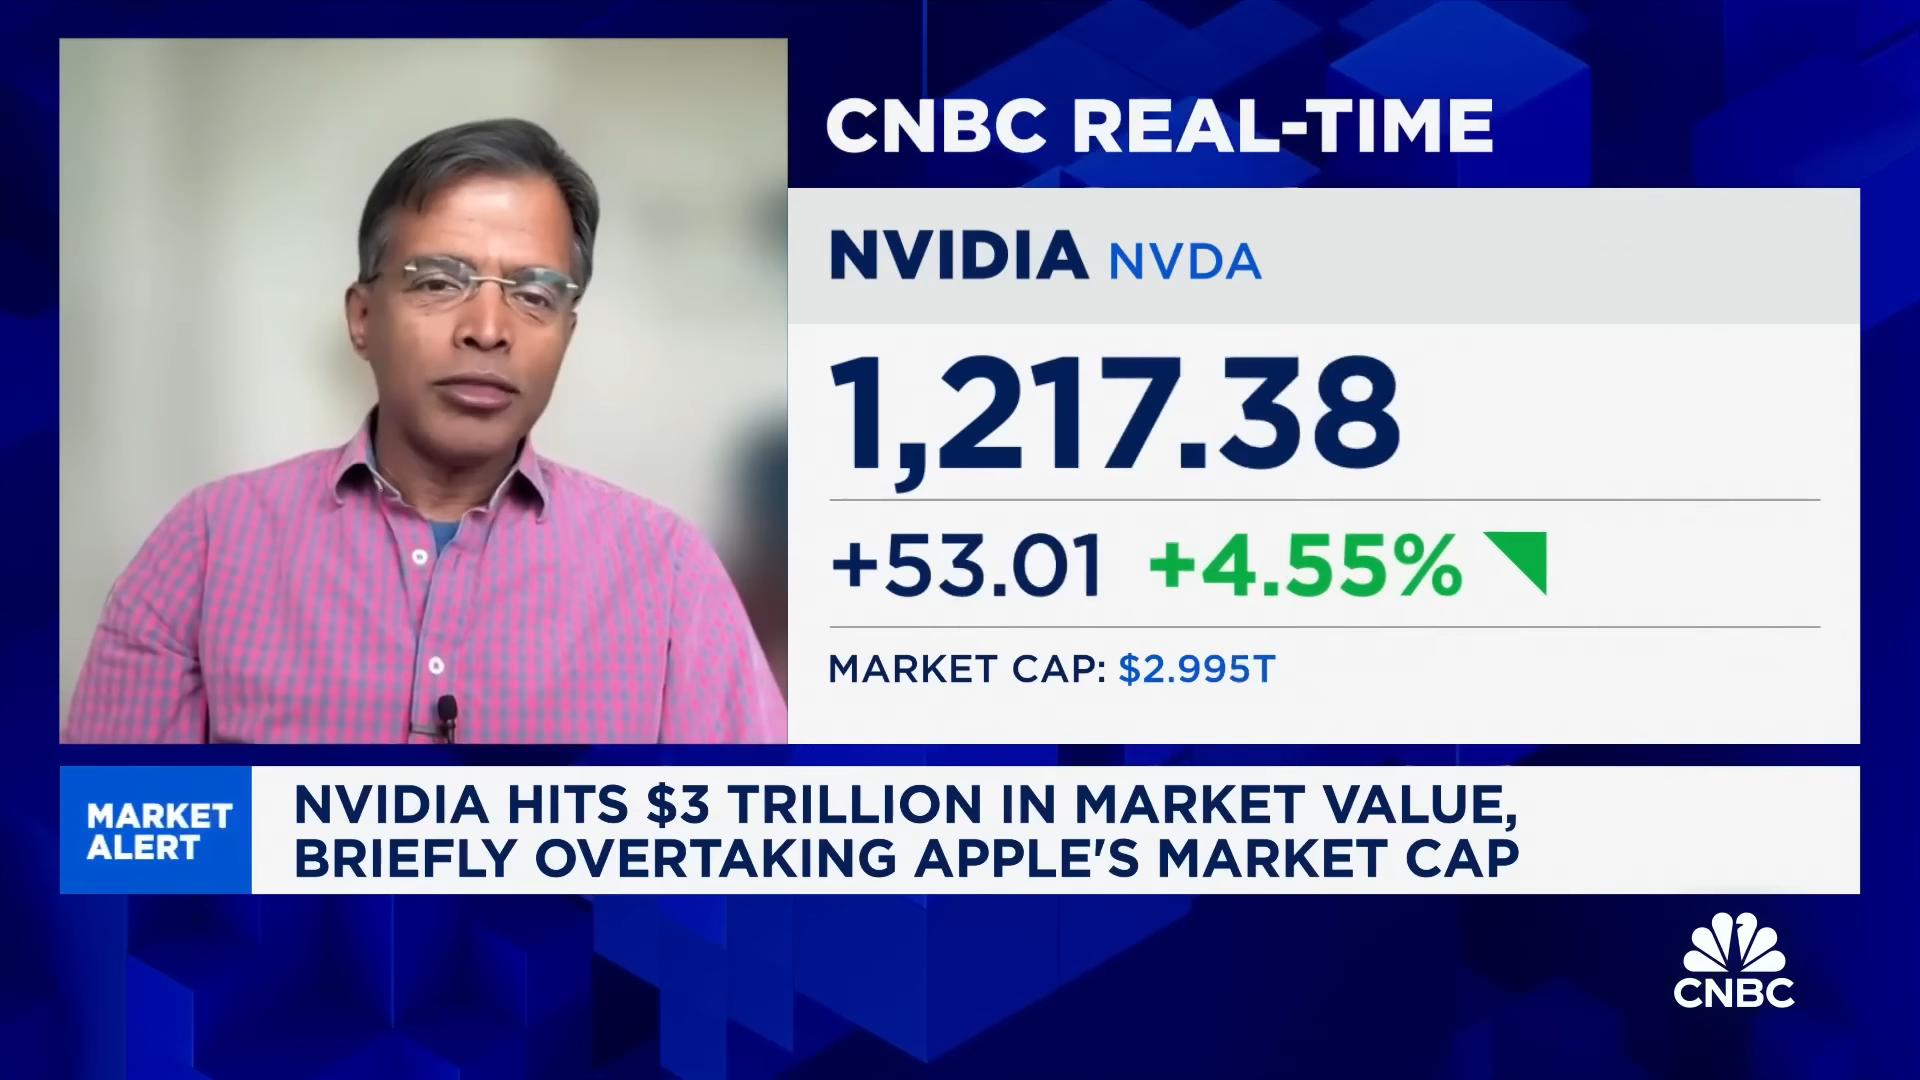 CNBC REAL-TIME
NVIDIA NVDA
1,217.38
+53.01 +4.55%
MARKET CAP: $2.995T
MARKET ALERT
NVIDIA HITS $3 TRILLION IN MARKET VALUE,
BRIEFLY OVERTAKING APPLE'S MARKET CAP
CNBC